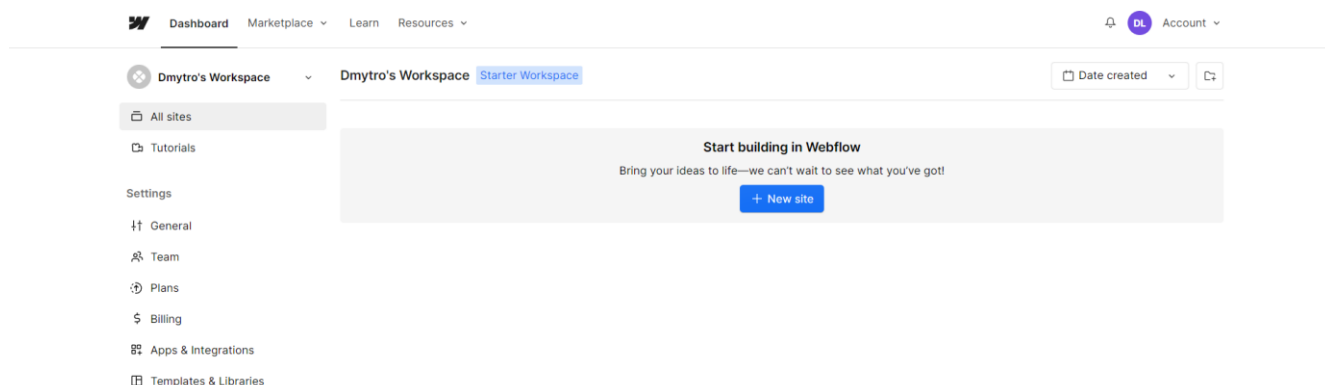 Dashboard Marketplace Learn Resources DL Account
Dmytro's Workspace
Dmytro's Workspace Starter Workspace Date created
All sites
Tutorials
Start building in Webflow
Bring your ideas to life—we can't wait to see what you've got!
+ New site
Settings
General
Team
Plans
Billing
Apps & Integrations
Templates & Libraries